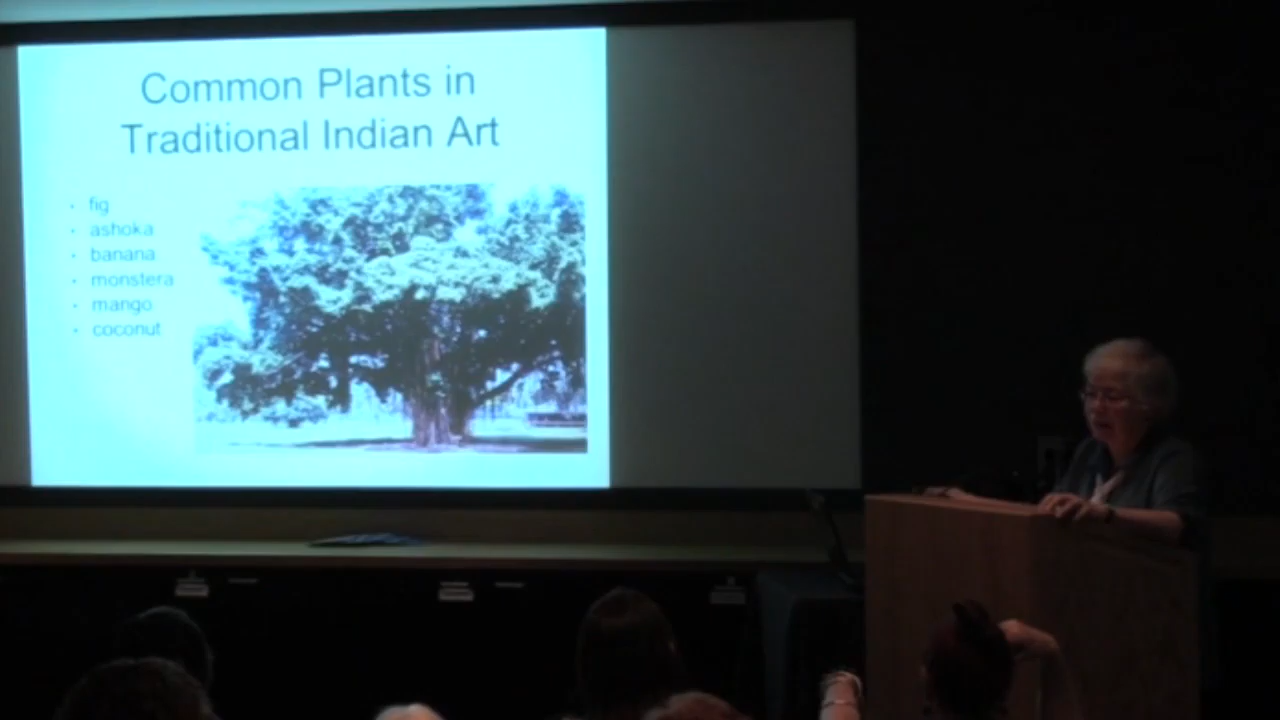 Common Plants in
Traditional Indian Art
• fig
• ashoka
• banana
• monstera
• mango
• coconut